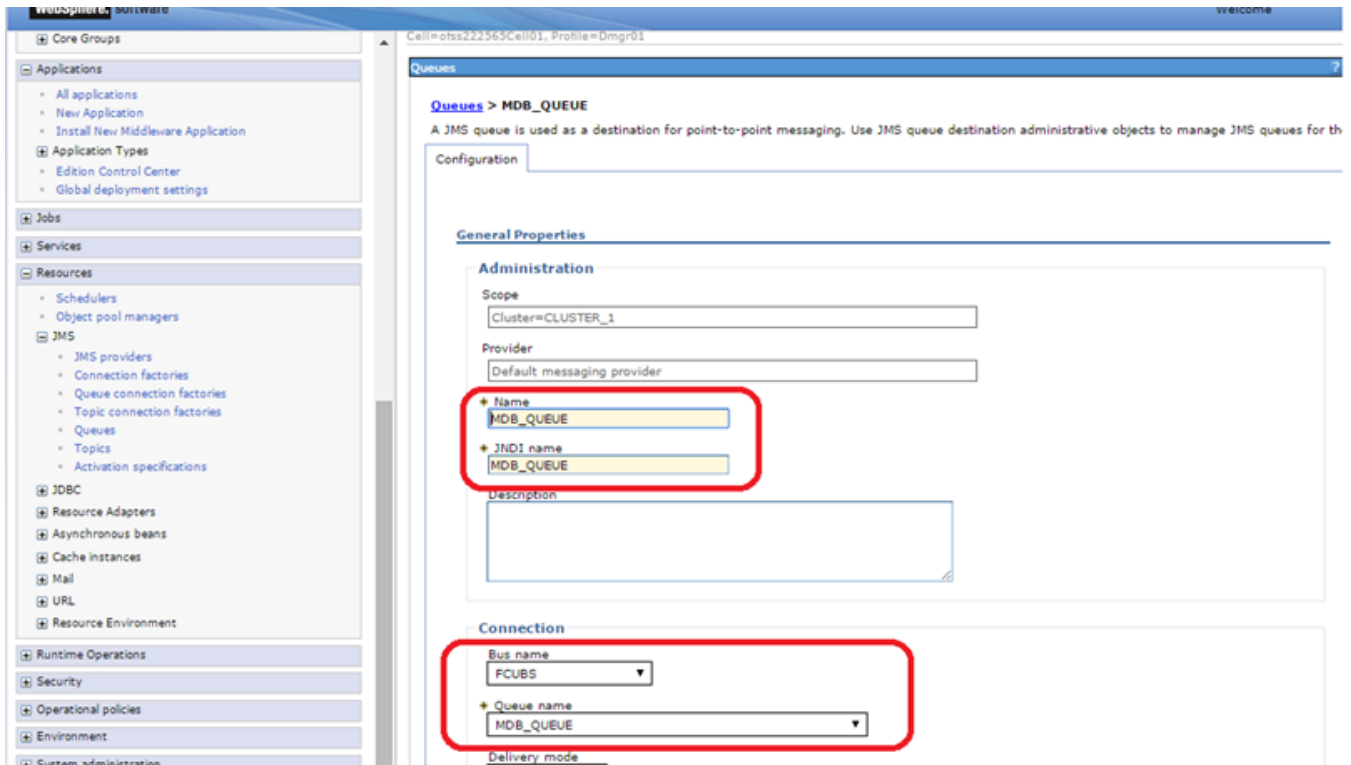 WebSphere. software
Welcome
Core Groups
Applications
All applications
New Application
Install New Middleware Application
Application Types
Edition Control Center
Global deployment settings
Jobs
Services
Resources
Schedulers
Object pool managers
JMS
JMS providers
Connection factories
Queue connection factories
Topic connection factories
Queues
Topics
Activation specifications
JDBC
Resource Adapters
Asynchronous beans
Cache instances
Mail
URL
Resource Environment
Runtime Operations
Security
Operational policies
Environment
System administration
Cell=ofss222565Cell01, Profile=Dmgr01
Queues ?
Queues > MDB_QUEUE
A JMS queue is used as a destination for point-to-point messaging. Use JMS queue destination administrative objects to manage JMS queues for th
Configuration
General Properties
Administration
Scope
Cluster=CLUSTER_1
Provider
Default messaging provider
Name
MDB_QUEUE
JNDI name
MDB_QUEUE
Description
Connection
Bus name
FCUBS
Queue name
MDB_QUEUE
Delivery mode